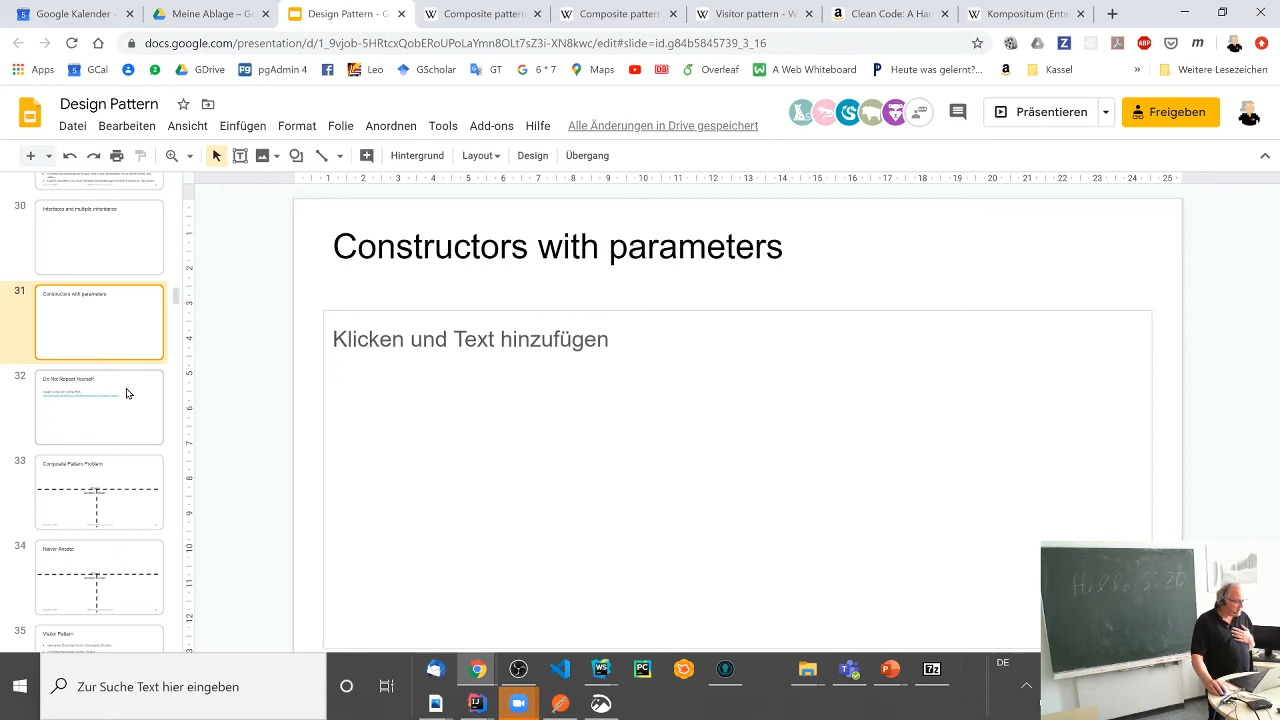 Kalender
Meine Ablage – Go
Design Pattern - G
Composite pattern
Composite pattern
Visitor pattern - W
Clean Code: A Han
Kompositum (Entw
docs.google.com/presentation/d/1_9vjob-5HRtcxQobERDIPoLaYmn8OLt7sZ3i-XN8kwc/edit#slide=id.g84b5845739_3_16
Apps
GCal
GDrive
pgAdmin 4
Leo
GScholar
GT
6 * 7
Maps
Overleaf
A Web Whiteboard
Heute was gelernt?...
Kassel
»
Weitere Lesezeichen
Design Pattern
Präsentieren
Freigeben
Datei Bearbeiten Ansicht Einfügen Format Folie Anordnen Tools Add-ons Hilfe
Alle Änderungen in Drive gespeichert
Hintergrund Layout Design Übergang
30
Interfaces and multiple inheritance
31
Constructors with parameters
32
Do Not Repeat Yourself
33
Composite Pattern Problem
34
Naiver Ansatz
35
Visitor Pattern
Constructors with parameters
Klicken und Text hinzufügen
Hello SE 20
Zur Suche Text hier eingeben
DE